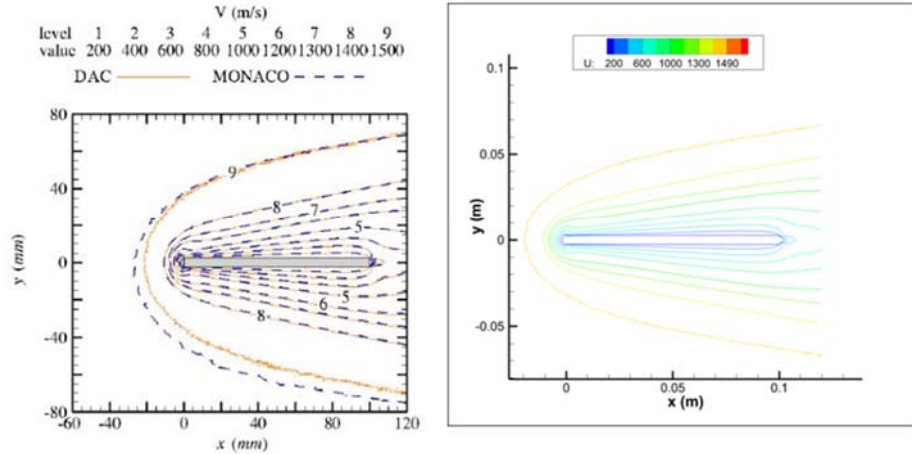 V (m/s)
level 1 2 3 4 5 6 7 8 9
value 200 400 600 800 1000 1200 1300 1400 1500
DAC MONACO
80
40
0
-40
-80
y (mm)
9
8
7
5
5
6
8
-60 -40 0 40 80 120
x (mm)
U: 200 600 1000 1300 1490
0.1
0.05
0
-0.05
y (m)
0 0.05 0.1
x (m)